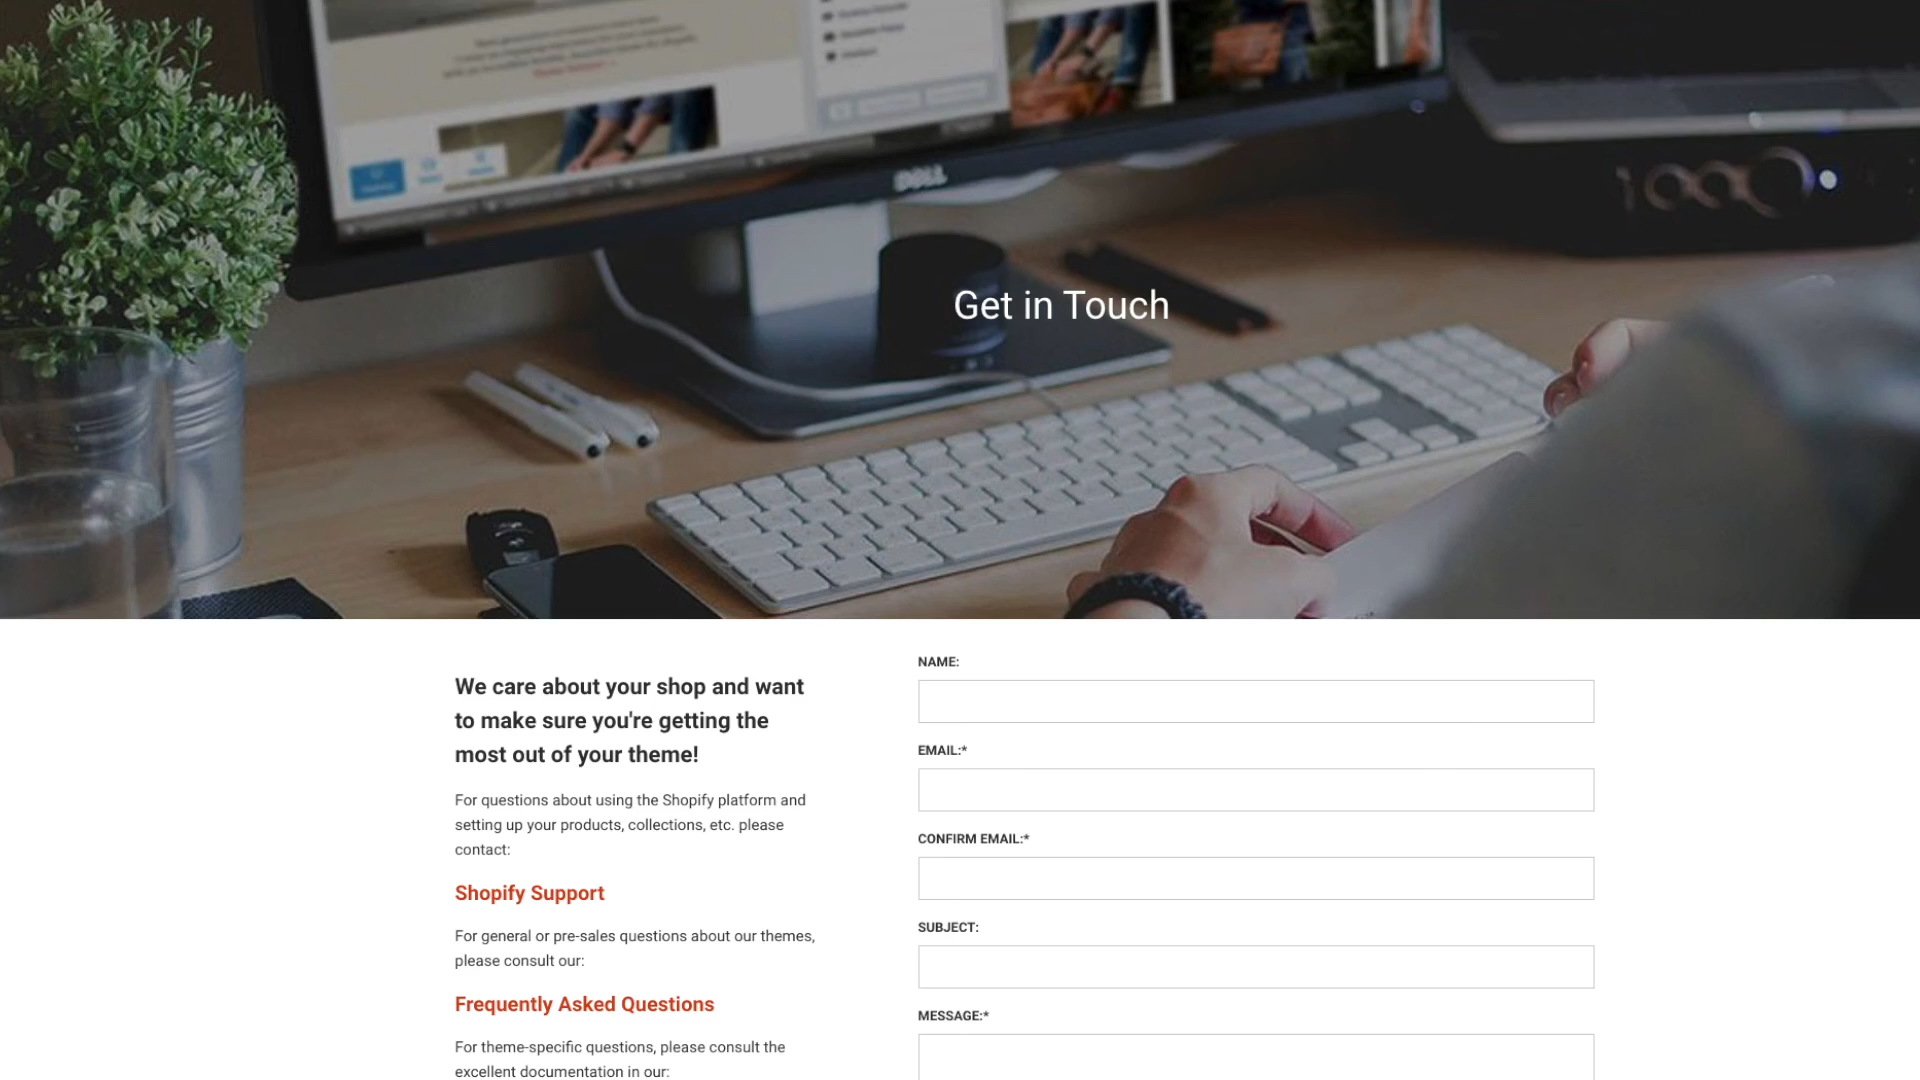 DELL
Get in Touch
We care about your shop and want
to make sure you're getting the
most out of your theme!
For questions about using the Shopify platform and
setting up your products, collections, etc. please
contact:
Shopify Support
For general or pre-sales questions about our themes,
please consult our:
Frequently Asked Questions
For theme-specific questions, please consult the
excellent documentation in our:
NAME:
EMAIL:*
CONFIRM EMAIL:*
SUBJECT:
MESSAGE:*